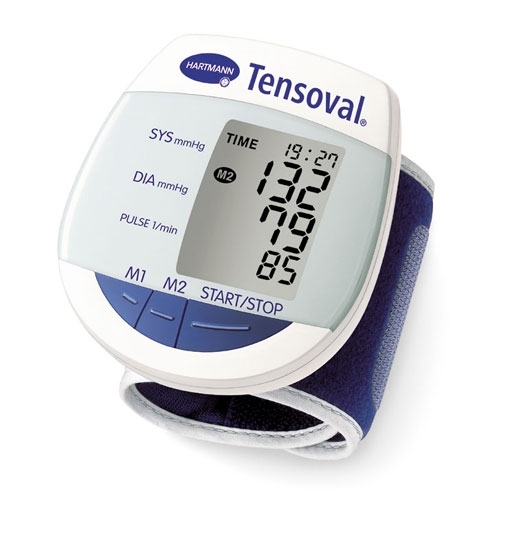 HARTMANN
Tensoval®
SYS mmHg
TIME 19:27
M2 132
DIA mmHg 79
PULSE 1/min 85
M1 M2 START/STOP